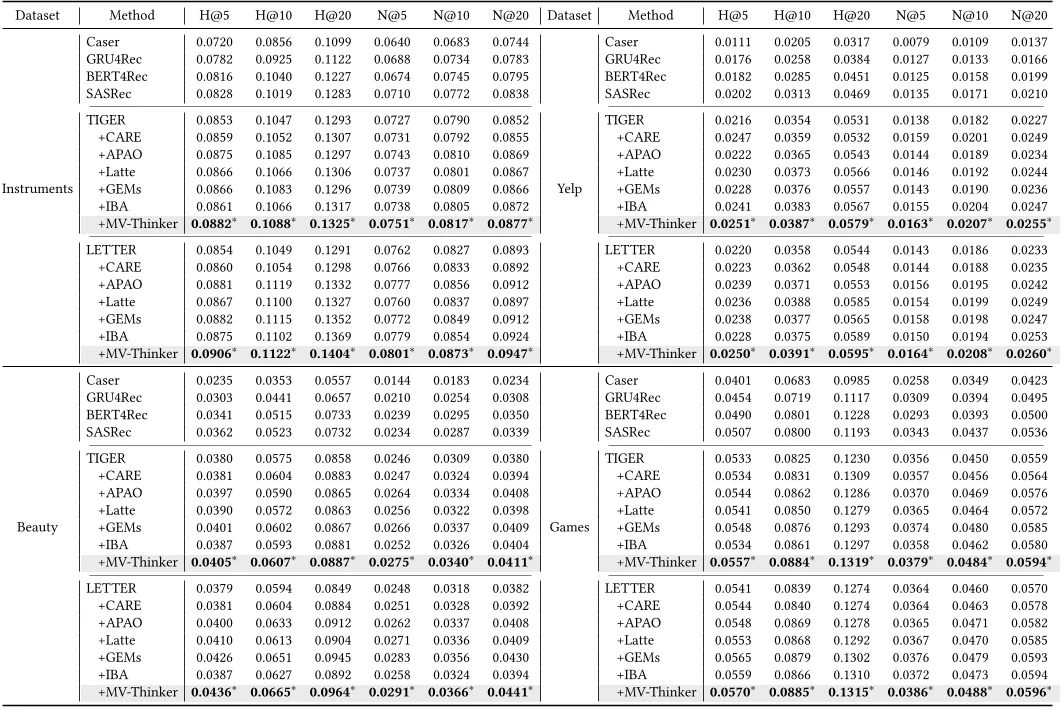 Dataset Method H@5 H@10 H@20 N@5 N@10 N@20 Dataset Method H@5 H@10 H@20 N@5 N@10 N@20
Caser 0.0720 0.0856 0.1099 0.0640 0.0683 0.0744 Caser 0.0111 0.0205 0.0317 0.0079 0.0109 0.0137
GRU4Rec 0.0782 0.0925 0.1122 0.0688 0.0734 0.0783 GRU4Rec 0.0176 0.0258 0.0384 0.0127 0.0133 0.0166
BERT4Rec 0.0816 0.1040 0.1227 0.0674 0.0745 0.0795 BERT4Rec 0.0182 0.0285 0.0451 0.0125 0.0158 0.0199
SASRec 0.0828 0.1019 0.1283 0.0710 0.0772 0.0838 SASRec 0.0202 0.0313 0.0469 0.0135 0.0171 0.0210
TIGER 0.0853 0.1047 0.1293 0.0727 0.0790 0.0852 TIGER 0.0216 0.0354 0.0531 0.0138 0.0182 0.0227
+CARE 0.0859 0.1052 0.1307 0.0731 0.0792 0.0855 +CARE 0.0247 0.0359 0.0532 0.0159 0.0201 0.0249
+APAO 0.0875 0.1085 0.1297 0.0743 0.0810 0.0869 +APAO 0.0222 0.0365 0.0543 0.0144 0.0189 0.0234
+Latte 0.0866 0.1066 0.1306 0.0737 0.0801 0.0867 +Latte 0.0230 0.0373 0.0566 0.0146 0.0192 0.0244
Instruments +GEMs 0.0866 0.1083 0.1296 0.0739 0.0809 0.0866 Yelp +GEMs 0.0228 0.0376 0.0557 0.0143 0.0190 0.0236
+IBA 0.0861 0.1066 0.1317 0.0738 0.0805 0.0872 +IBA 0.0241 0.0383 0.0567 0.0155 0.0204 0.0247
+MV-Thinker 0.0882* 0.1088* 0.1325* 0.0751* 0.0817* 0.0877* +MV-Thinker 0.0251* 0.0387* 0.0579* 0.0163* 0.0207* 0.0255*
LETTER 0.0854 0.1049 0.1291 0.0762 0.0827 0.0893 LETTER 0.0220 0.0358 0.0544 0.0143 0.0186 0.0233
+CARE 0.0860 0.1054 0.1298 0.0766 0.0833 0.0892 +CARE 0.0223 0.0362 0.0548 0.0144 0.0188 0.0235
+APAO 0.0881 0.1119 0.1332 0.0777 0.0856 0.0912 +APAO 0.0239 0.0371 0.0553 0.0156 0.0195 0.0242
+Latte 0.0867 0.1100 0.1327 0.0760 0.0837 0.0897 +Latte 0.0236 0.0388 0.0585 0.0154 0.0199 0.0249
+GEMs 0.0882 0.1115 0.1352 0.0772 0.0849 0.0912 +GEMs 0.0238 0.0377 0.0565 0.0158 0.0198 0.0247
+IBA 0.0875 0.1102 0.1369 0.0779 0.0854 0.0924 +IBA 0.0228 0.0375 0.0589 0.0150 0.0194 0.0253
+MV-Thinker 0.0906* 0.1122* 0.1404* 0.0801* 0.0873* 0.0947* +MV-Thinker 0.0250* 0.0391* 0.0595* 0.0164* 0.0208* 0.0260*
Caser 0.0235 0.0353 0.0557 0.0144 0.0183 0.0234 Caser 0.0401 0.0683 0.0985 0.0258 0.0349 0.0423
GRU4Rec 0.0303 0.0441 0.0657 0.0210 0.0254 0.0308 GRU4Rec 0.0454 0.0719 0.1117 0.0309 0.0394 0.0495
BERT4Rec 0.0341 0.0515 0.0733 0.0239 0.0295 0.0350 BERT4Rec 0.0490 0.0801 0.1228 0.0293 0.0393 0.0500
SASRec 0.0362 0.0523 0.0732 0.0234 0.0287 0.0339 SASRec 0.0507 0.0800 0.1193 0.0343 0.0437 0.0536
TIGER 0.0380 0.0575 0.0858 0.0246 0.0309 0.0380 TIGER 0.0533 0.0825 0.1230 0.0356 0.0450 0.0559
+CARE 0.0381 0.0604 0.0883 0.0247 0.0324 0.0394 +CARE 0.0534 0.0831 0.1309 0.0357 0.0456 0.0564
+APAO 0.0397 0.0590 0.0865 0.0264 0.0334 0.0408 +APAO 0.0544 0.0862 0.1286 0.0370 0.0469 0.0576
+Latte 0.0390 0.0572 0.0863 0.0256 0.0322 0.0398 +Latte 0.0541 0.0850 0.1279 0.0365 0.0464 0.0572
Beauty +GEMs 0.0401 0.0602 0.0867 0.0266 0.0337 0.0409 Games +GEMs 0.0548 0.0876 0.1293 0.0374 0.0480 0.0585
+IBA 0.0387 0.0593 0.0881 0.0252 0.0326 0.0404 +IBA 0.0534 0.0861 0.1297 0.0358 0.0462 0.0580
+MV-Thinker 0.0405* 0.0607* 0.0887* 0.0275* 0.0340* 0.0411* +MV-Thinker 0.0557* 0.0884* 0.1319* 0.0379* 0.0484* 0.0594*
LETTER 0.0379 0.0594 0.0849 0.0248 0.0318 0.0382 LETTER 0.0541 0.0839 0.1274 0.0364 0.0460 0.0570
+CARE 0.0381 0.0604 0.0884 0.0251 0.0328 0.0392 +CARE 0.0544 0.0840 0.1274 0.0364 0.0463 0.0578
+APAO 0.0400 0.0633 0.0912 0.0262 0.0337 0.0408 +APAO 0.0548 0.0869 0.1278 0.0365 0.0471 0.0582
+Latte 0.0410 0.0613 0.0904 0.0271 0.0336 0.0409 +Latte 0.0553 0.0868 0.1292 0.0367 0.0470 0.0585
+GEMs 0.0426 0.0651 0.0945 0.0283 0.0356 0.0430 +GEMs 0.0565 0.0879 0.1302 0.0376 0.0479 0.0593
+IBA 0.0387 0.0627 0.0892 0.0258 0.0324 0.0394 +IBA 0.0559 0.0866 0.1310 0.0372 0.0473 0.0594
+MV-Thinker 0.0436* 0.0665* 0.0964* 0.0291* 0.0366* 0.0441* +MV-Thinker 0.0570* 0.0885* 0.1315* 0.0386* 0.0488* 0.0596*